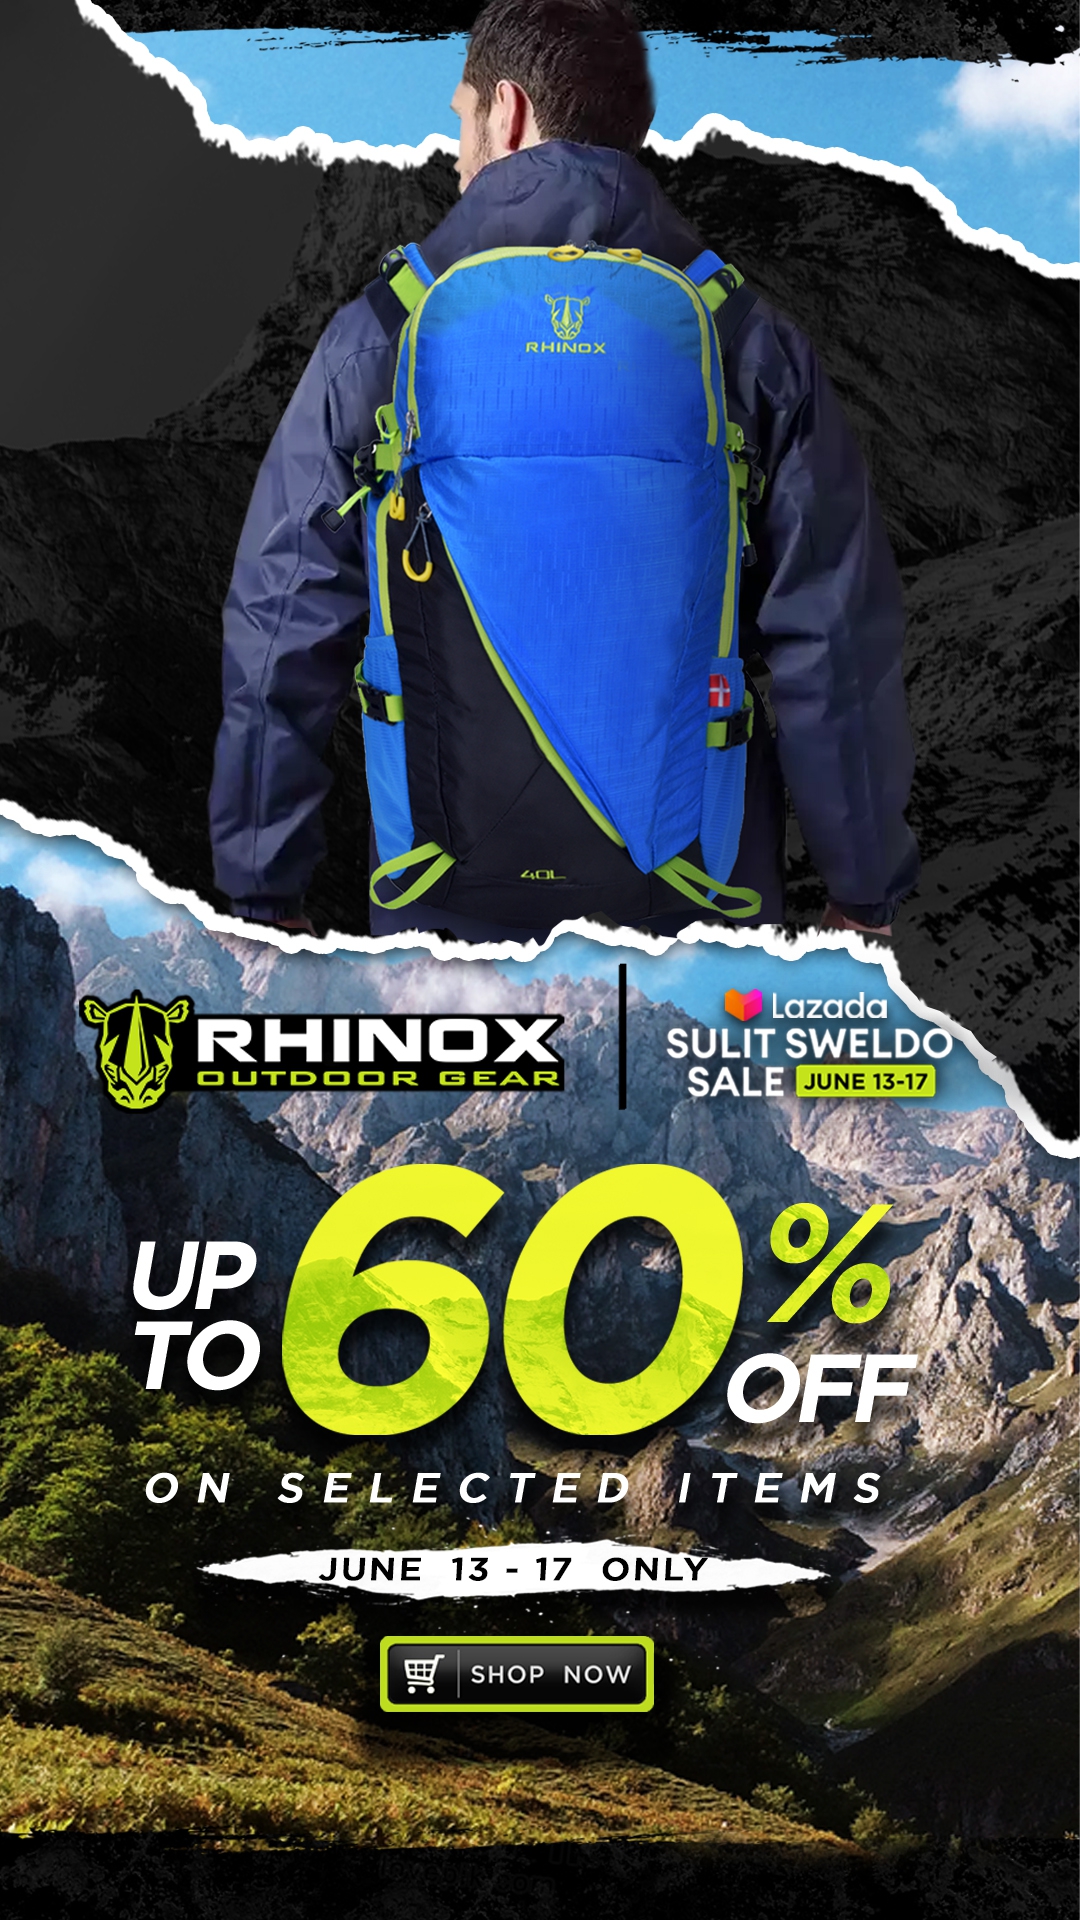 RHINOX
40L
RHINOX
OUTDOOR GEAR
Lazada
SULIT SWELDO
SALE JUNE 13-17
UP
TO
60%
OFF
ON SELECTED ITEMS
JUNE 13 - 17 ONLY
SHOP NOW